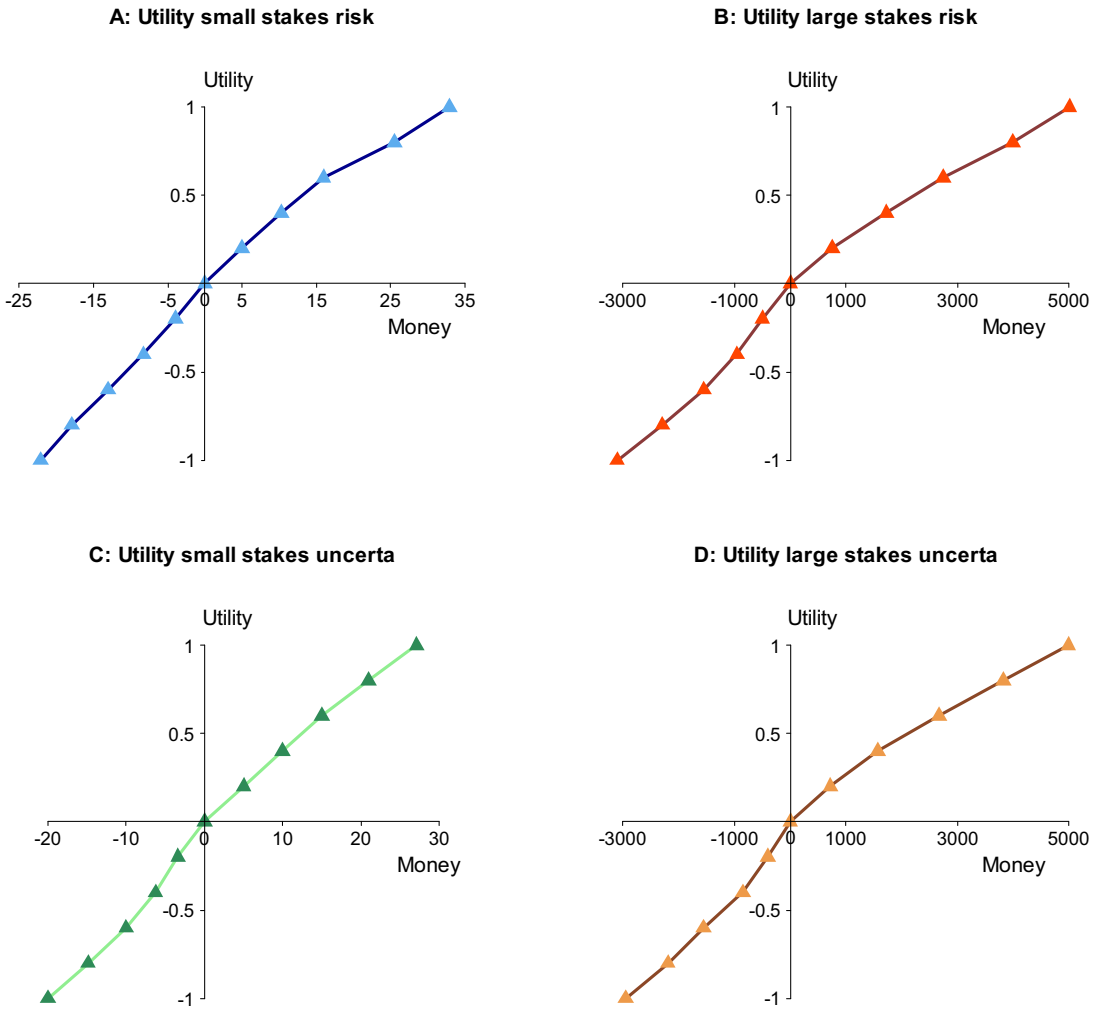 A: Utility small stakes risk
B: Utility large stakes risk
Utility
Utility
1
1
0.5
0.5
-25 -15 -5 0 5 15 25 35
-3000 -1000 0 1000 3000 5000
Money
Money
-0.5
-0.5
-1
-1
C: Utility small stakes uncerta
D: Utility large stakes uncerta
Utility
Utility
1
1
0.5
0.5
-20 -10 0 10 20 30
-3000 -1000 0 1000 3000 5000
Money
Money
-0.5
-0.5
-1
-1